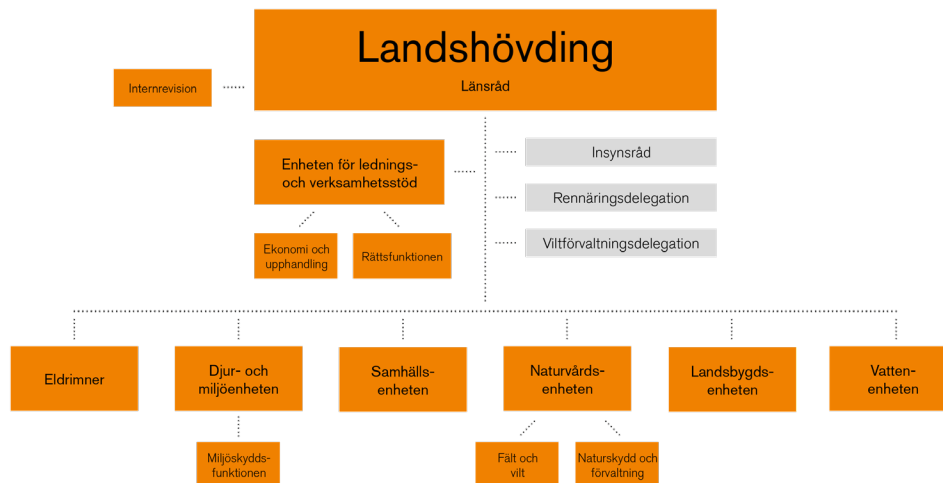 Landshövding
Länsråd
Internrevision
Enheten för lednings-
och verksamhetsstöd
Insynsråd
Rennäringsdelegation
Viltförvaltningsdelegation
Ekonomi och
upphandling
Rättsfunktionen
Eldrimner
Djur- och
miljöenheten
Samhälls-
enheten
Naturvårds-
enheten
Landsbygds-
enheten
Vatten-
enheten
Miljöskydds-
funktionen
Fält och
vilt
Naturskydd och
förvaltning